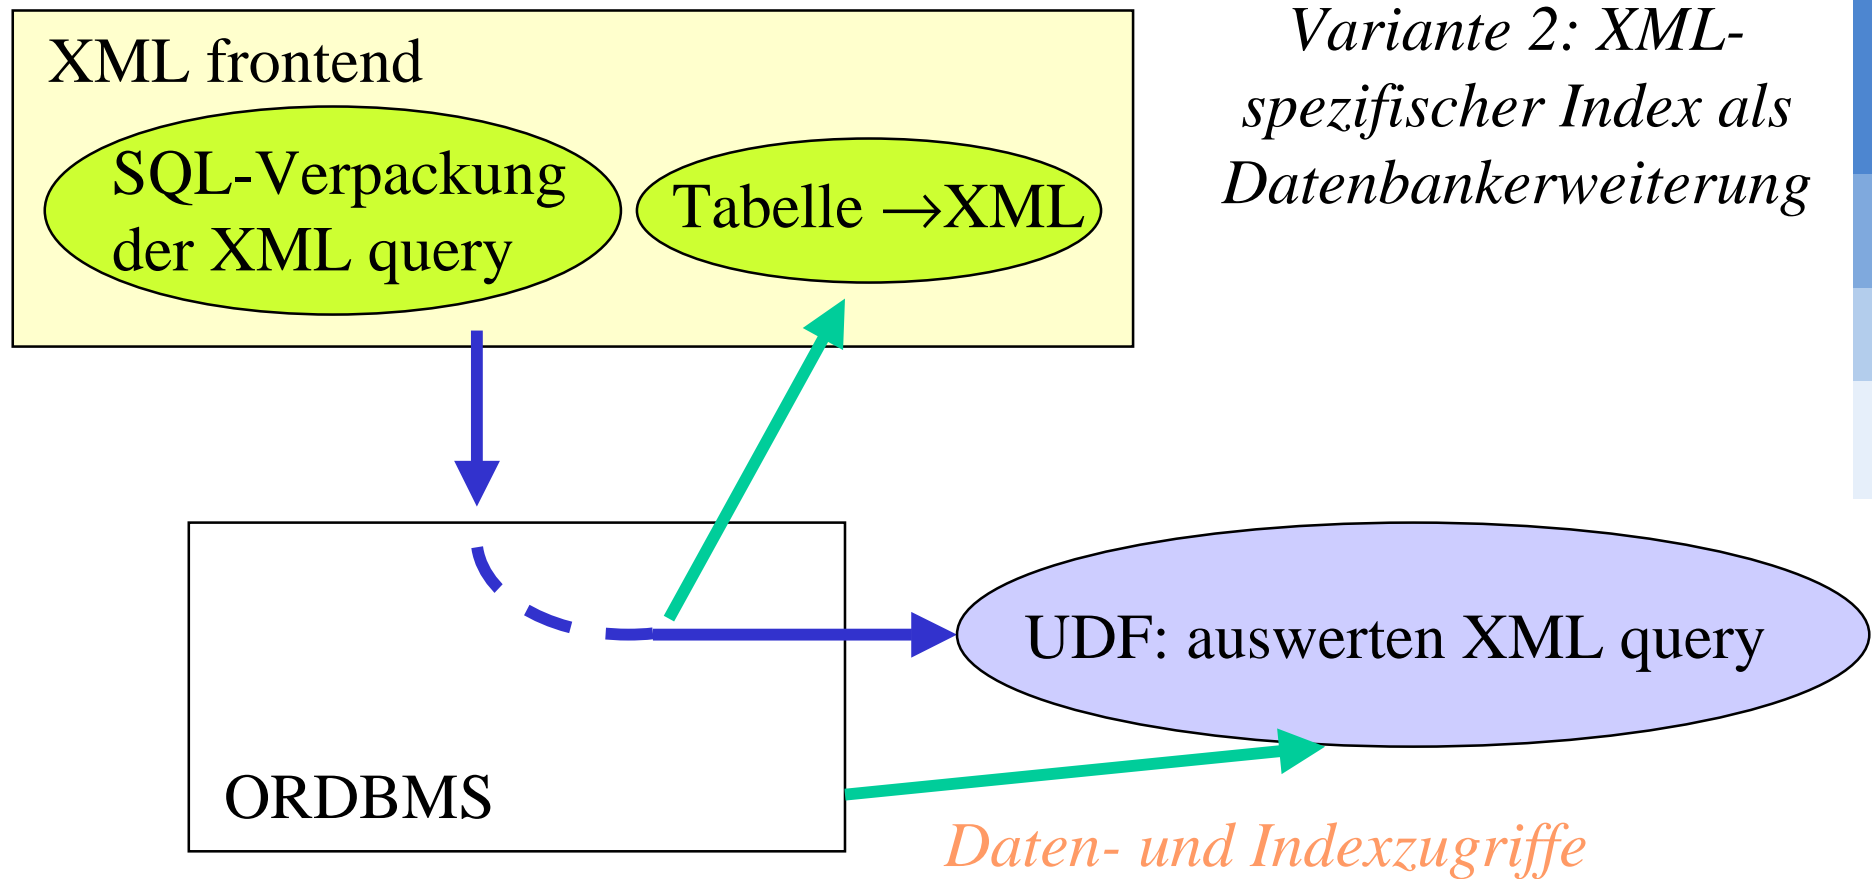 XML frontend
SQL-Verpackung
der XML query
Tabelle →XML
Variante 2: XML-
spezifischer Index als
Datenbankerweiterung
UDF: auswerten XML query
ORDBMS
Daten- und Indexzugriffe